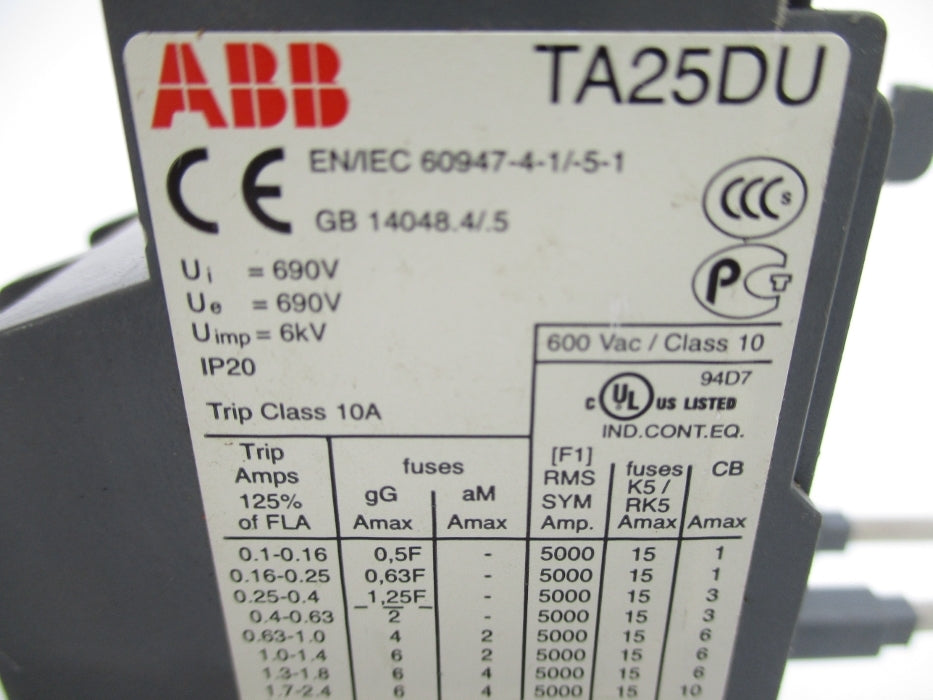 ABB TA25DU
CE EN/IEC 60947-4-1/-5-1
GB 14048.4/.5
CCC S
Ui = 690V
Ue = 690V
Uimp = 6kV
IP20
Trip Class 10A
PCT
600 Vac / Class 10
94D7
C UL US LISTED
IND.CONT.EQ.
Trip Amps 125% of FLA
fuses
gG Amax
aM Amax
[F1] RMS SYM Amp.
fuses K5 / RK5 Amax
CB Amax
0.1-0.16 0,5F - 5000 15 1
0.16-0.25 0,63F - 5000 15 1
0.25-0.4 1,25F - 5000 15 3
0.4-0.63 2 - 5000 15 3
0.63-1.0 4 2 5000 15 6
1.0-1.4 6 2 5000 15 6
1.3-1.8 6 4 5000 15 6
1.7-2.4 6 4 5000 15 10